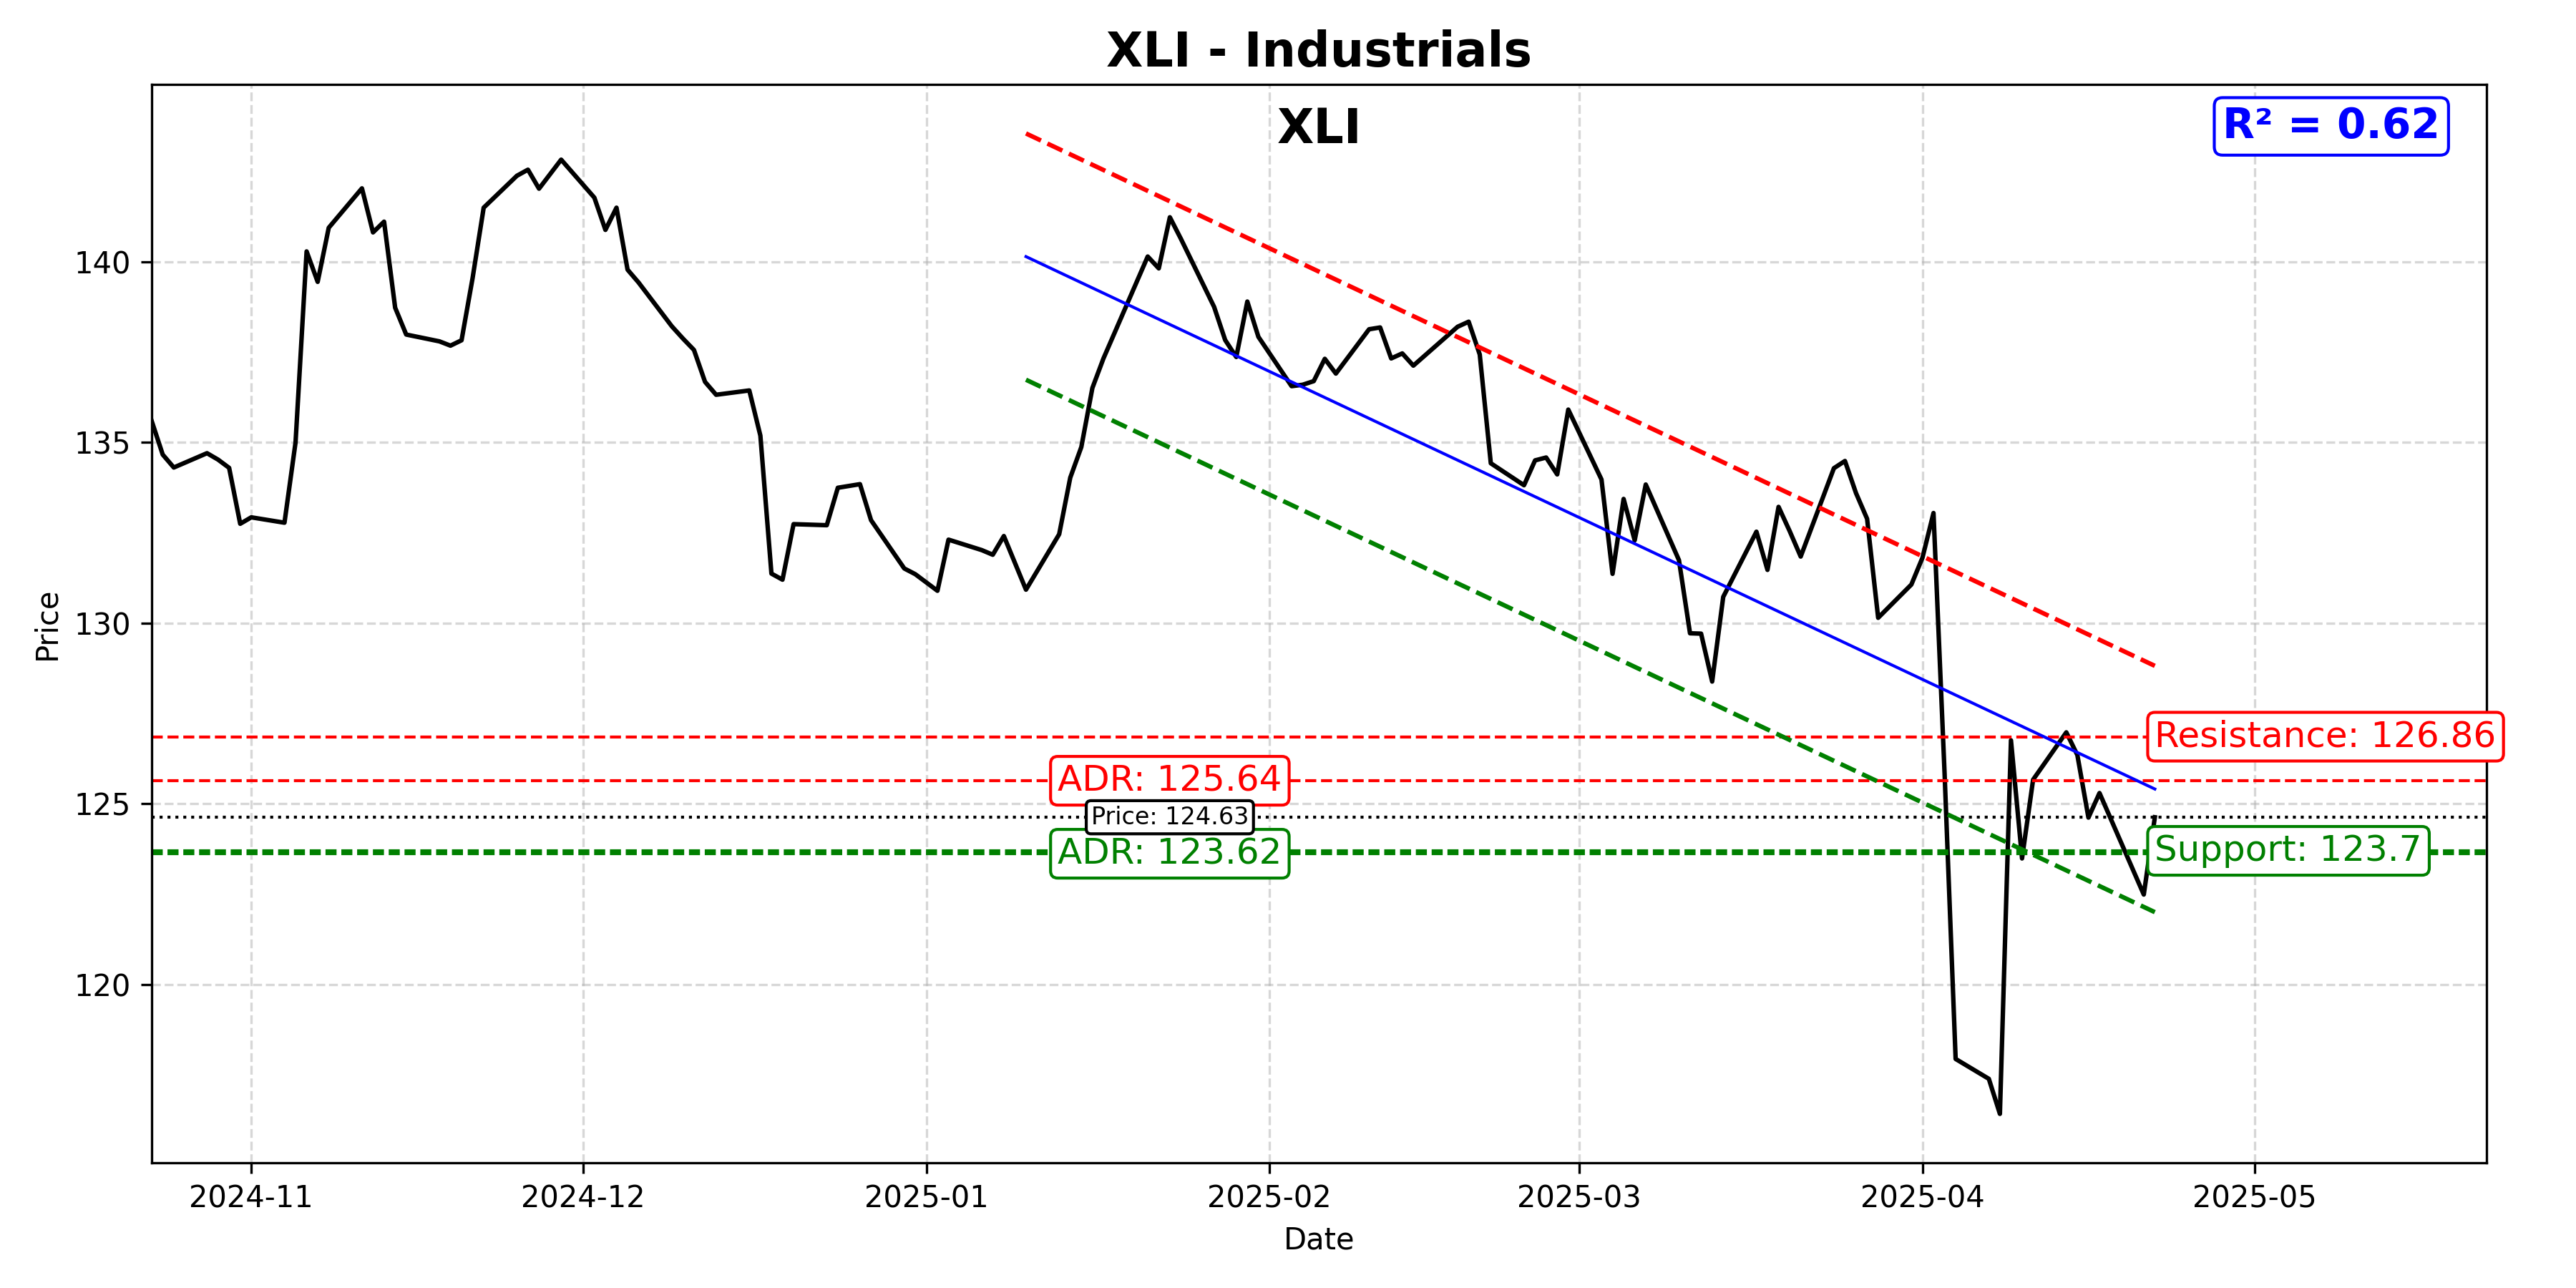 XLI - Industrials
XLI
R² = 0.62
140
135
130
125
120
Price
Resistance: 126.86
ADR: 125.64
Price: 124.63
ADR: 123.62
Support: 123.7
2024-11
2024-12
2025-01
2025-02
2025-03
2025-04
2025-05
Date